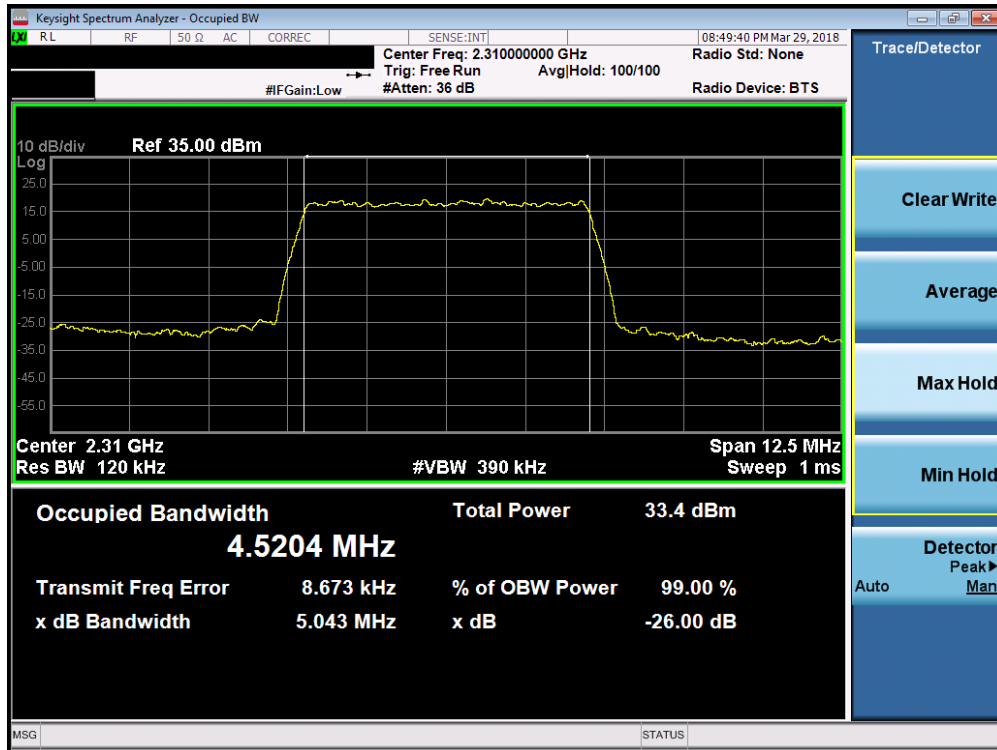 Keysight Spectrum Analyzer - Occupied BW
LXI RL RF 50 Ω AC CORREC SENSE:INT 08:49:40 PM Mar 29, 2018
Center Freq: 2.310000000 GHz Radio Std: None
Trig: Free Run Avg|Hold: 100/100
#IFGain:Low #Atten: 36 dB Radio Device: BTS
Trace/Detector
10 dB/div Ref 35.00 dBm
Log
25.0
15.0
5.00
-5.00
-15.0
-25.0
-35.0
-45.0
-55.0
Center 2.31 GHz Span 12.5 MHz
Res BW 120 kHz #VBW 390 kHz Sweep 1 ms
Occupied Bandwidth Total Power 33.4 dBm
4.5204 MHz
Transmit Freq Error 8.673 kHz % of OBW Power 99.00 %
x dB Bandwidth 5.043 MHz x dB -26.00 dB
Clear Write
Average
Max Hold
Min Hold
Detector
Peak▶
Auto Man
MSG STATUS